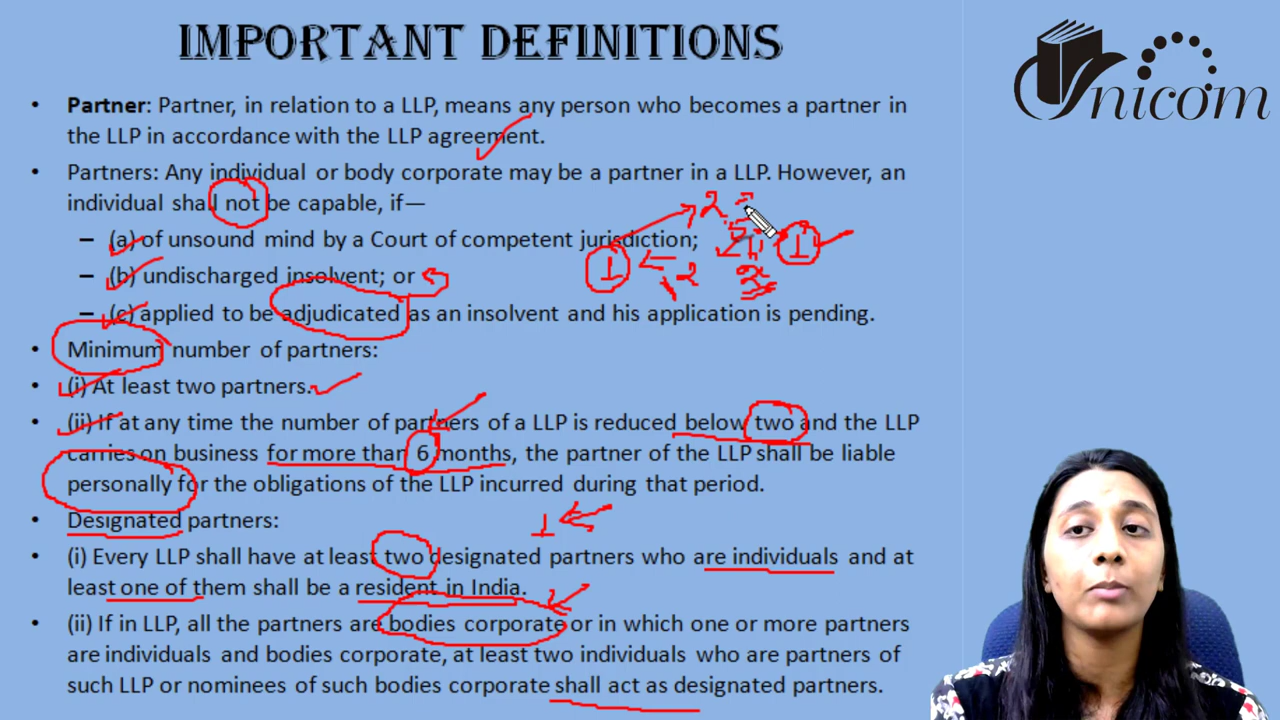 IMPORTANT DEFINITIONS
Unicom
• Partner: Partner, in relation to a LLP, means any person who becomes a partner in
the LLP in accordance with the LLP agreement.
• Partners: Any individual or body corporate may be a partner in a LLP. However, an
individual shall not be capable, if—
– (a) of unsound mind by a Court of competent jurisdiction;
– (b) undischarged insolvent; or
– (c) applied to be adjudicated as an insolvent and his application is pending.
• Minimum number of partners:
• (i) At least two partners.
• (ii) If at any time the number of partners of a LLP is reduced below two and the LLP
carries on business for more than 6 months, the partner of the LLP shall be liable
personally for the obligations of the LLP incurred during that period.
• Designated partners:
1
• (i) Every LLP shall have at least two designated partners who are individuals and at
least one of them shall be a resident in India.
• (ii) If in LLP, all the partners are bodies corporate or in which one or more partners
are individuals and bodies corporate, at least two individuals who are partners of
such LLP or nominees of such bodies corporate shall act as designated partners.
2
1
1
2